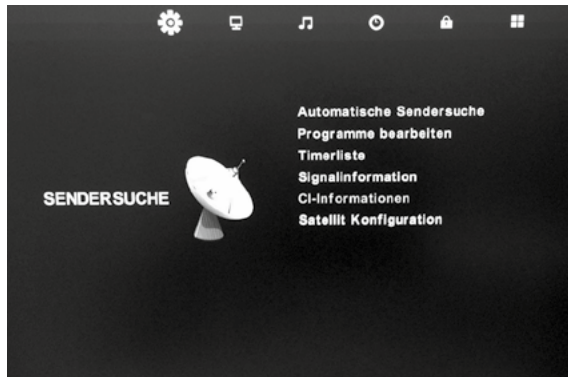 Automatische Sendersuche
Programme bearbeiten
Timerliste
Signalinformation
CI-Informationen
Satellit Konfiguration
SENDERSUCHE